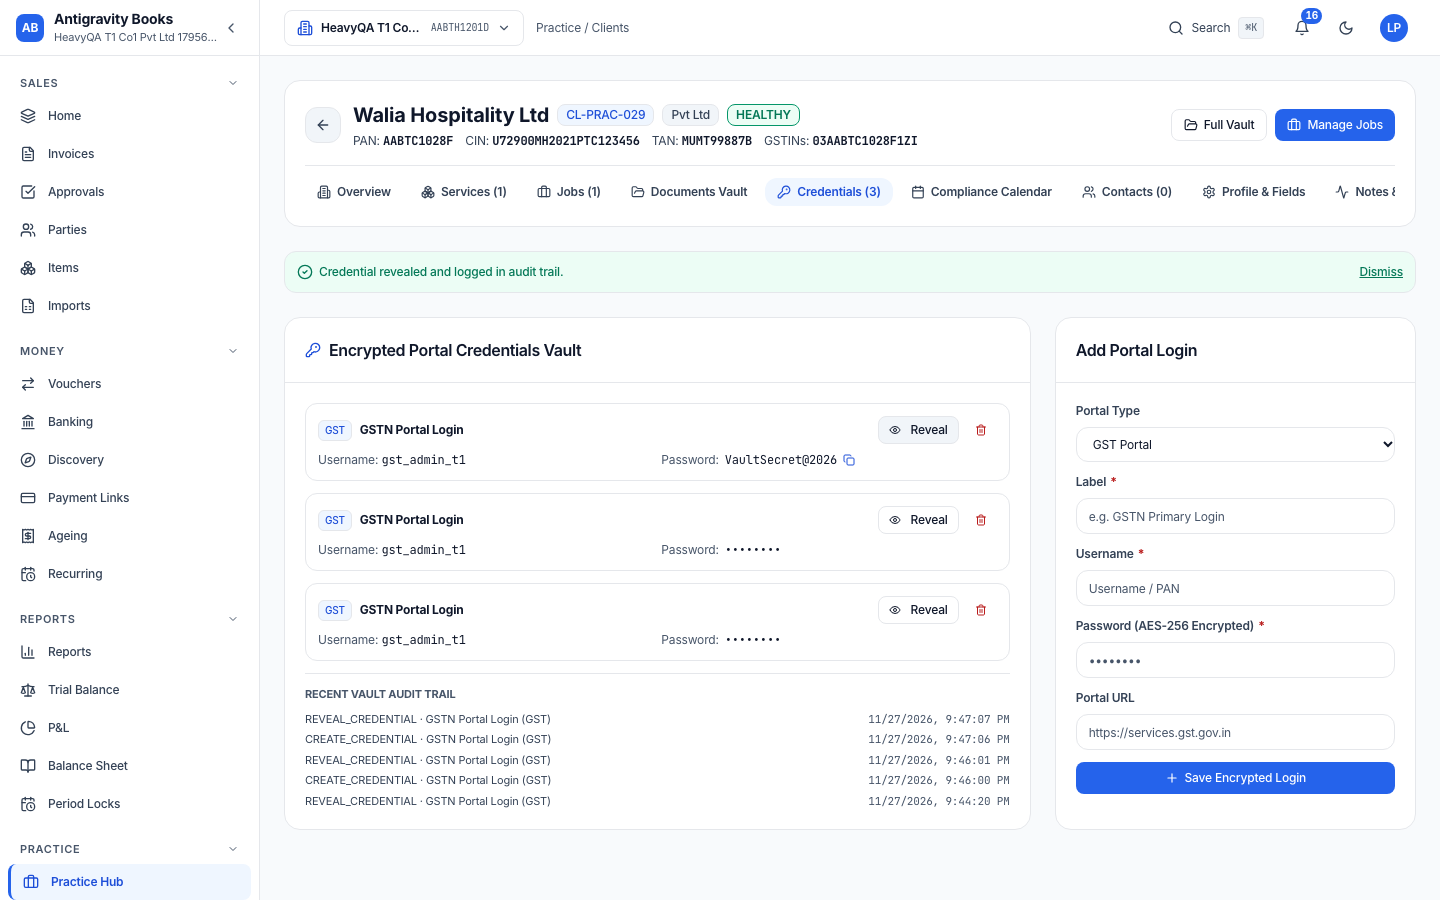 AB
Antigravity Books
HeavyQA T1 Co1 Pvt Ltd 17956...
HeavyQA T1 Co... AABTH1201D
Practice / Clients
Search ⌘K
16
LP
SALES
Home
Invoices
Approvals
Parties
Items
Imports
MONEY
Vouchers
Banking
Discovery
Payment Links
Ageing
Recurring
REPORTS
Reports
Trial Balance
P&L
Balance Sheet
Period Locks
PRACTICE
Practice Hub
Walia Hospitality Ltd CL-PRAC-029 Pvt Ltd HEALTHY
PAN: AABTC1028F CIN: U72900MH2021PTC123456 TAN: MUMT99887B GSTINs: 03AABTC1028F1ZI
Full Vault Manage Jobs
Overview Services (1) Jobs (1) Documents Vault Credentials (3) Compliance Calendar Contacts (0) Profile & Fields Notes &
Credential revealed and logged in audit trail. Dismiss
Encrypted Portal Credentials Vault
GST GSTN Portal Login Reveal
Username: gst_admin_t1 Password: VaultSecret@2026
GST GSTN Portal Login Reveal
Username: gst_admin_t1 Password: ••••••••
GST GSTN Portal Login Reveal
Username: gst_admin_t1 Password: ••••••••
RECENT VAULT AUDIT TRAIL
REVEAL_CREDENTIAL · GSTN Portal Login (GST) 11/27/2026, 9:47:07 PM
CREATE_CREDENTIAL · GSTN Portal Login (GST) 11/27/2026, 9:47:06 PM
REVEAL_CREDENTIAL · GSTN Portal Login (GST) 11/27/2026, 9:46:01 PM
CREATE_CREDENTIAL · GSTN Portal Login (GST) 11/27/2026, 9:46:00 PM
REVEAL_CREDENTIAL · GSTN Portal Login (GST) 11/27/2026, 9:44:20 PM
Add Portal Login
Portal Type
GST Portal
Label *
e.g. GSTN Primary Login
Username *
Username / PAN
Password (AES-256 Encrypted) *
••••••••
Portal URL
https://services.gst.gov.in
Save Encrypted Login